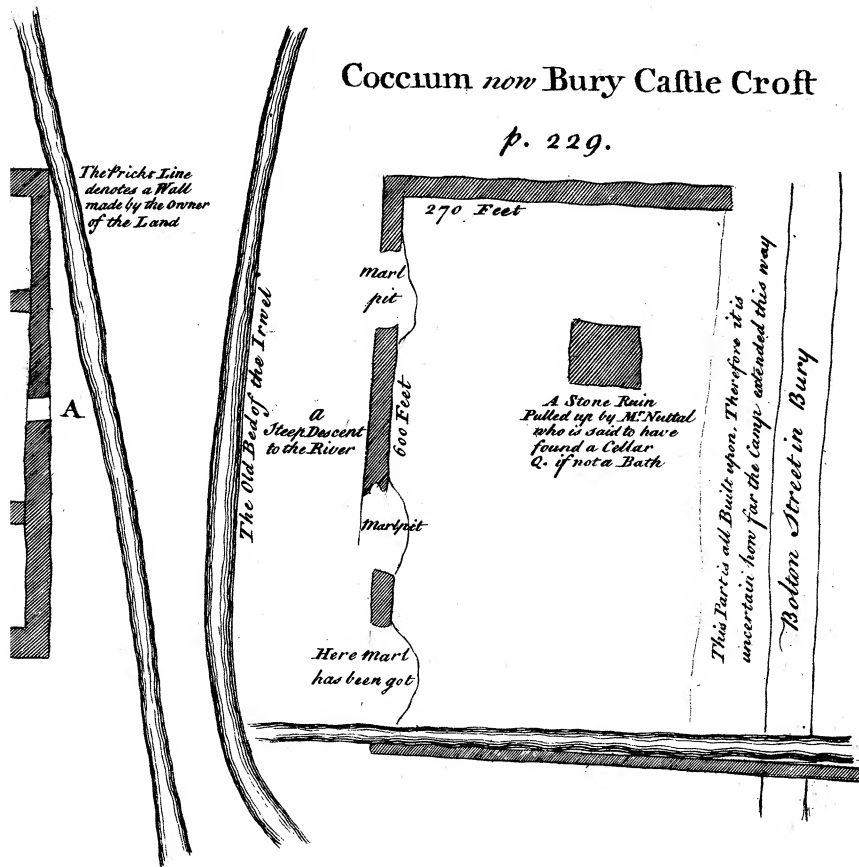 Coccium now Bury Caſtle Croft
p. 229.
The Prickt Line
denotes a Wall
made by the Owner
of the Land
A
The Old Bed of the Irwel
a
Steep Descent
to the River
270 Feet
Marl
pit
600 Feet
Marl pit
Here Marl
has been got
A Stone Ruin
Pulled up by Mr. Nuttal
who is said to have
found a Cellar
Q. if not a Bath
This Part is all Built upon. Therefore it is
uncertain how far the Camp extended this way
Bolton Street in Bury